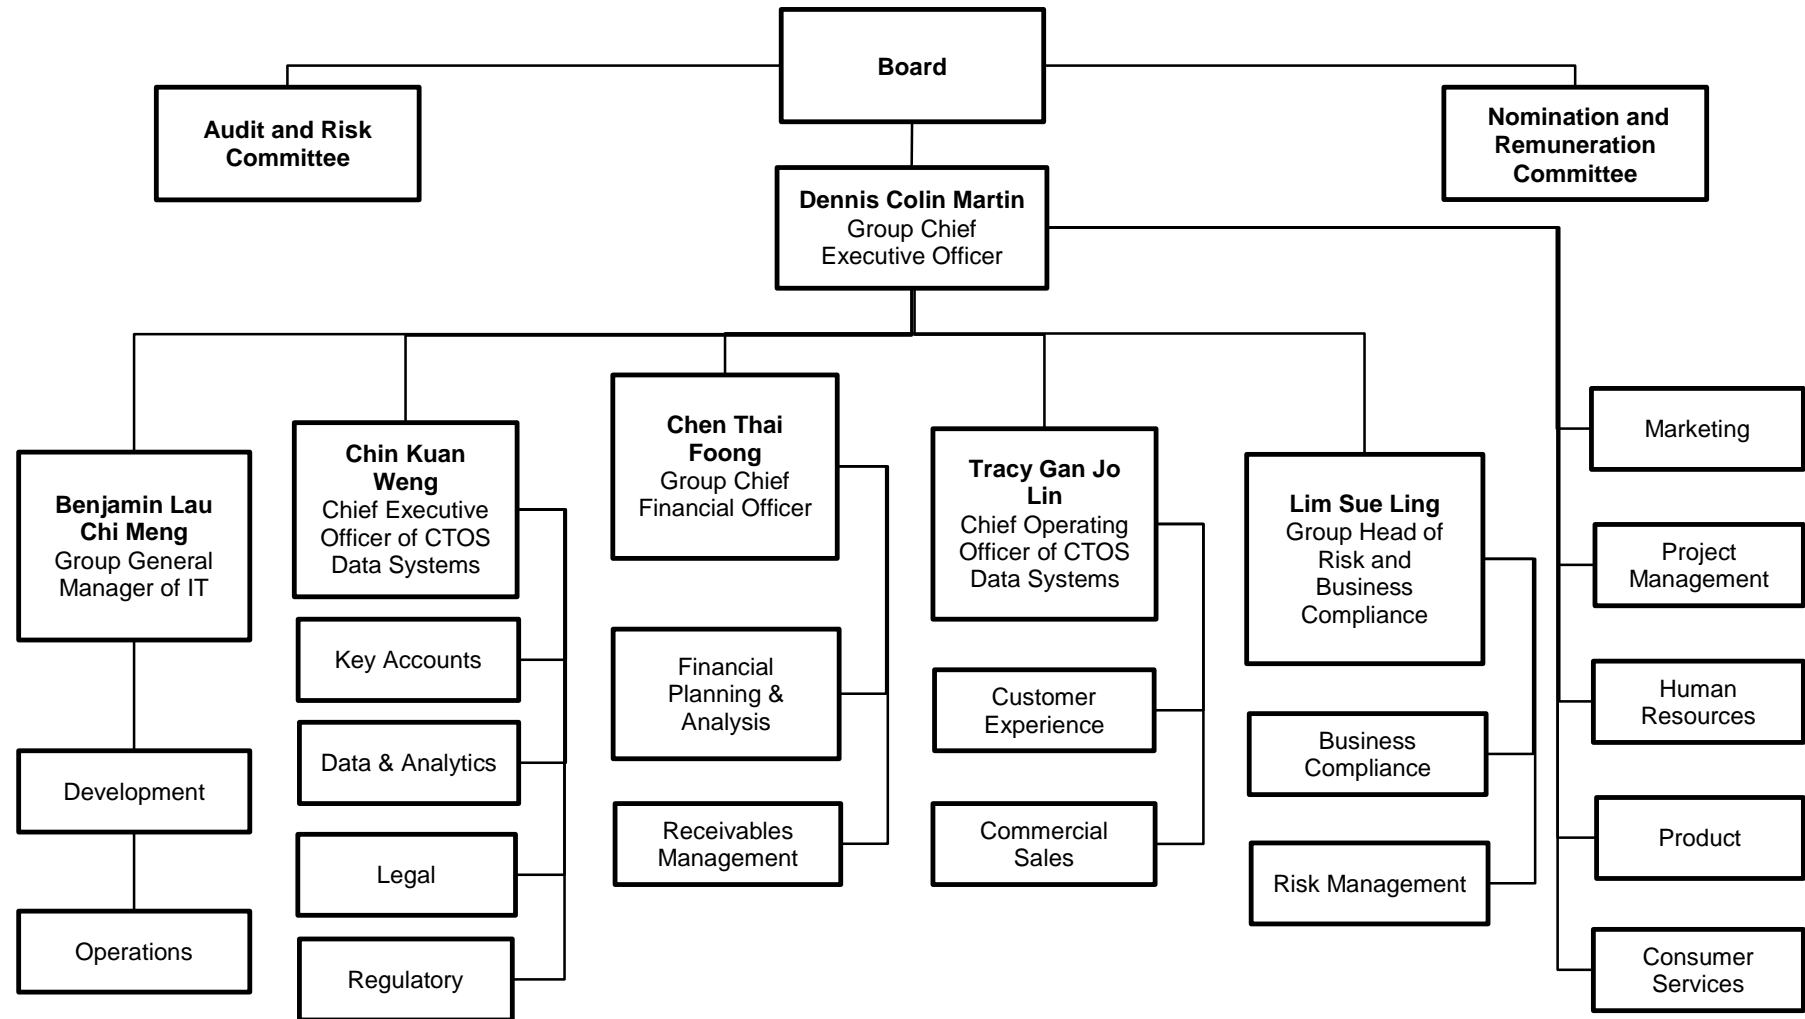 Board
Audit and Risk
Committee
Nomination and
Remuneration
Committee
Dennis Colin Martin
Group Chief
Executive Officer
Benjamin Lau
Chi Meng
Group General
Manager of IT
Development
Operations
Chin Kuan
Weng
Chief Executive
Officer of CTOS
Data Systems
Key Accounts
Data & Analytics
Legal
Regulatory
Chen Thai
Foong
Group Chief
Financial Officer
Financial
Planning &
Analysis
Receivables
Management
Tracy Gan Jo
Lin
Chief Operating
Officer of CTOS
Data Systems
Customer
Experience
Commercial
Sales
Lim Sue Ling
Group Head of
Risk and
Business
Compliance
Business
Compliance
Risk Management
Marketing
Project
Management
Human
Resources
Product
Consumer
Services